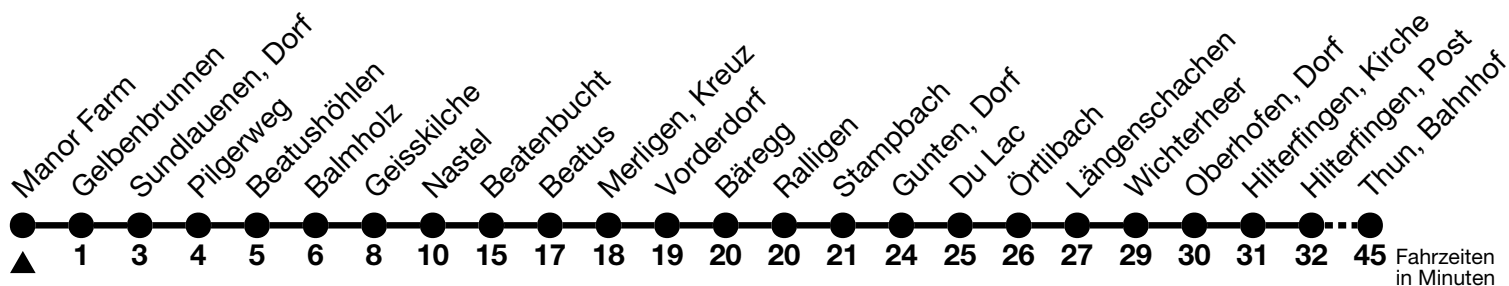 Manor Farm
Gelbenbrunnen
Sundlauenen, Dorf
Pilgerweg
Beatushöhlen
Balmholz
Geisskilche
Nastel
Beatenbucht
Beatus
Merligen, Kreuz
Vorderdorf
Bäregg
Ralligen
Stampbach
Gunten, Dorf
Du Lac
Örtlibach
Längenschachen
Wichterheer
Oberhofen, Dorf
Hilterfingen, Kirche
Hilterfingen, Post
Thun, Bahnhof
1 3 4 5 6 8 10 15 17 18 19 20 20 21 24 25 26 27 29 30 31 32 45
Fahrzeiten
in Minuten